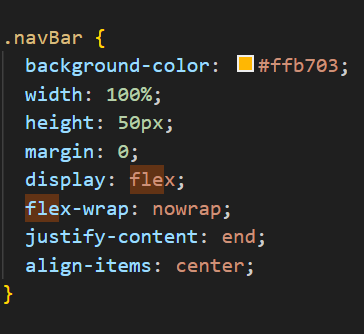 .navBar {
background-color: #ffb703;
width: 100%;
height: 50px;
margin: 0;
display: flex;
flex-wrap: nowrap;
justify-content: end;
align-items: center;
}